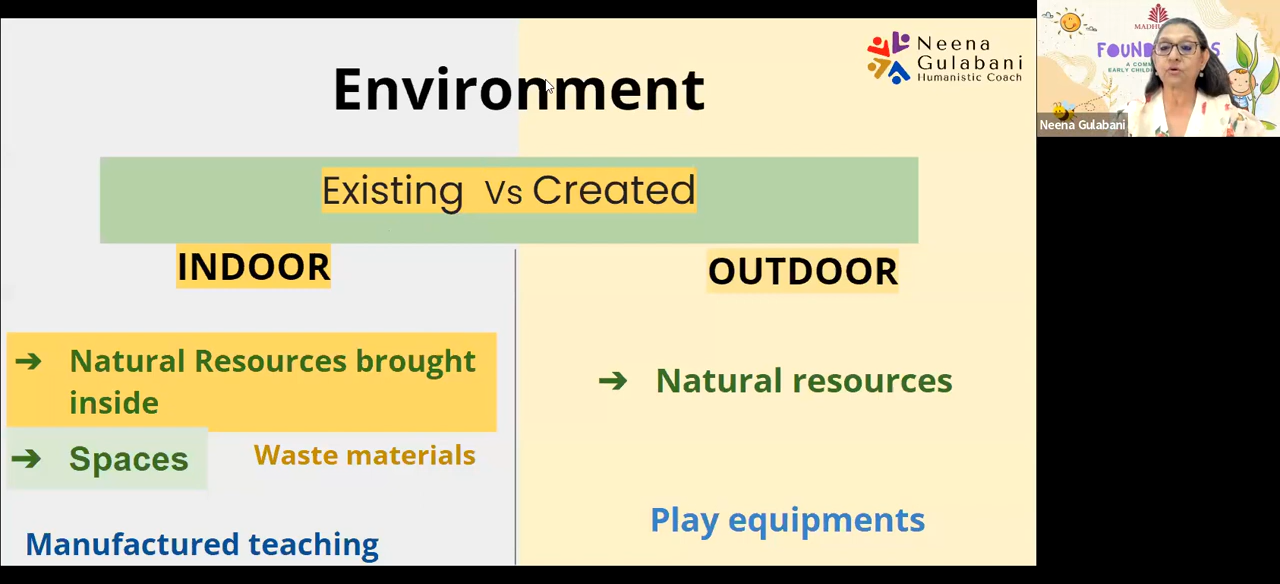 Environment
Neena
Gulabani
Humanistic Coach
Existing Vs Created
INDOOR
OUTDOOR
➔ Natural Resources brought
inside
➔ Natural resources
➔ Spaces
Waste materials
Play equipments
Manufactured teaching
Neena Gulabani